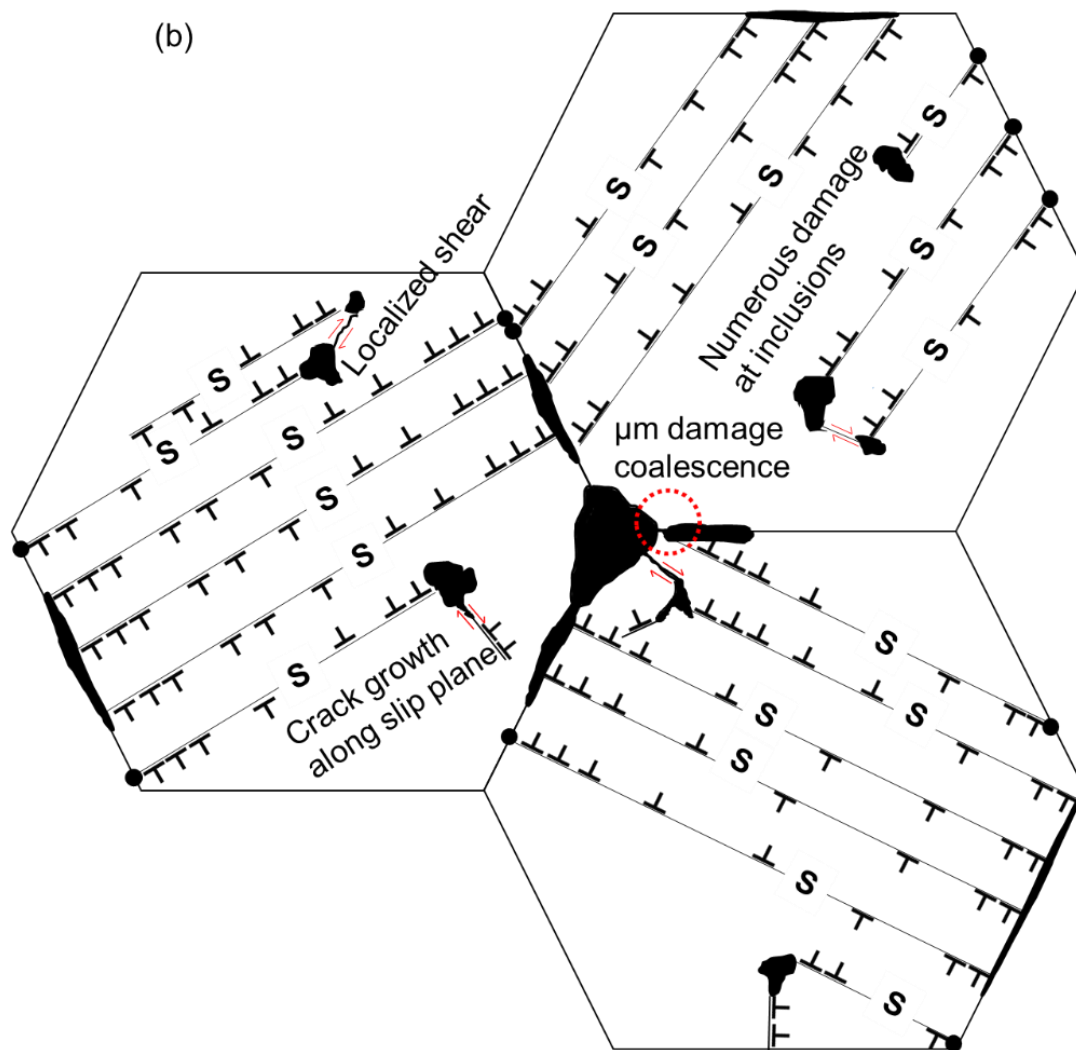 (b)
S
S
S
Numerous damage
at inclusions
S
S
Localized shear
S
S
S
S
S
S
Crack growth
along slip plane
µm damage
coalescence
S
S
S
S
S
S